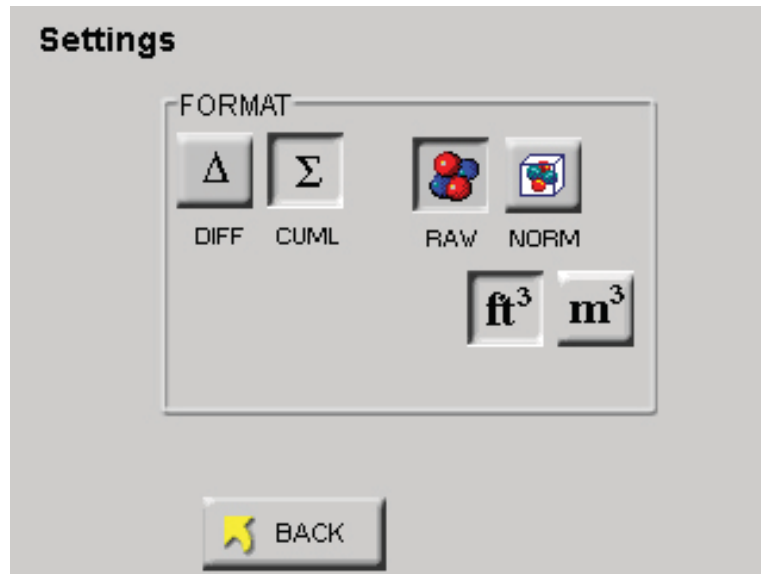 Settings
FORMAT
Δ Σ
DIFF CUML RAW NORM
ft³ m³
BACK